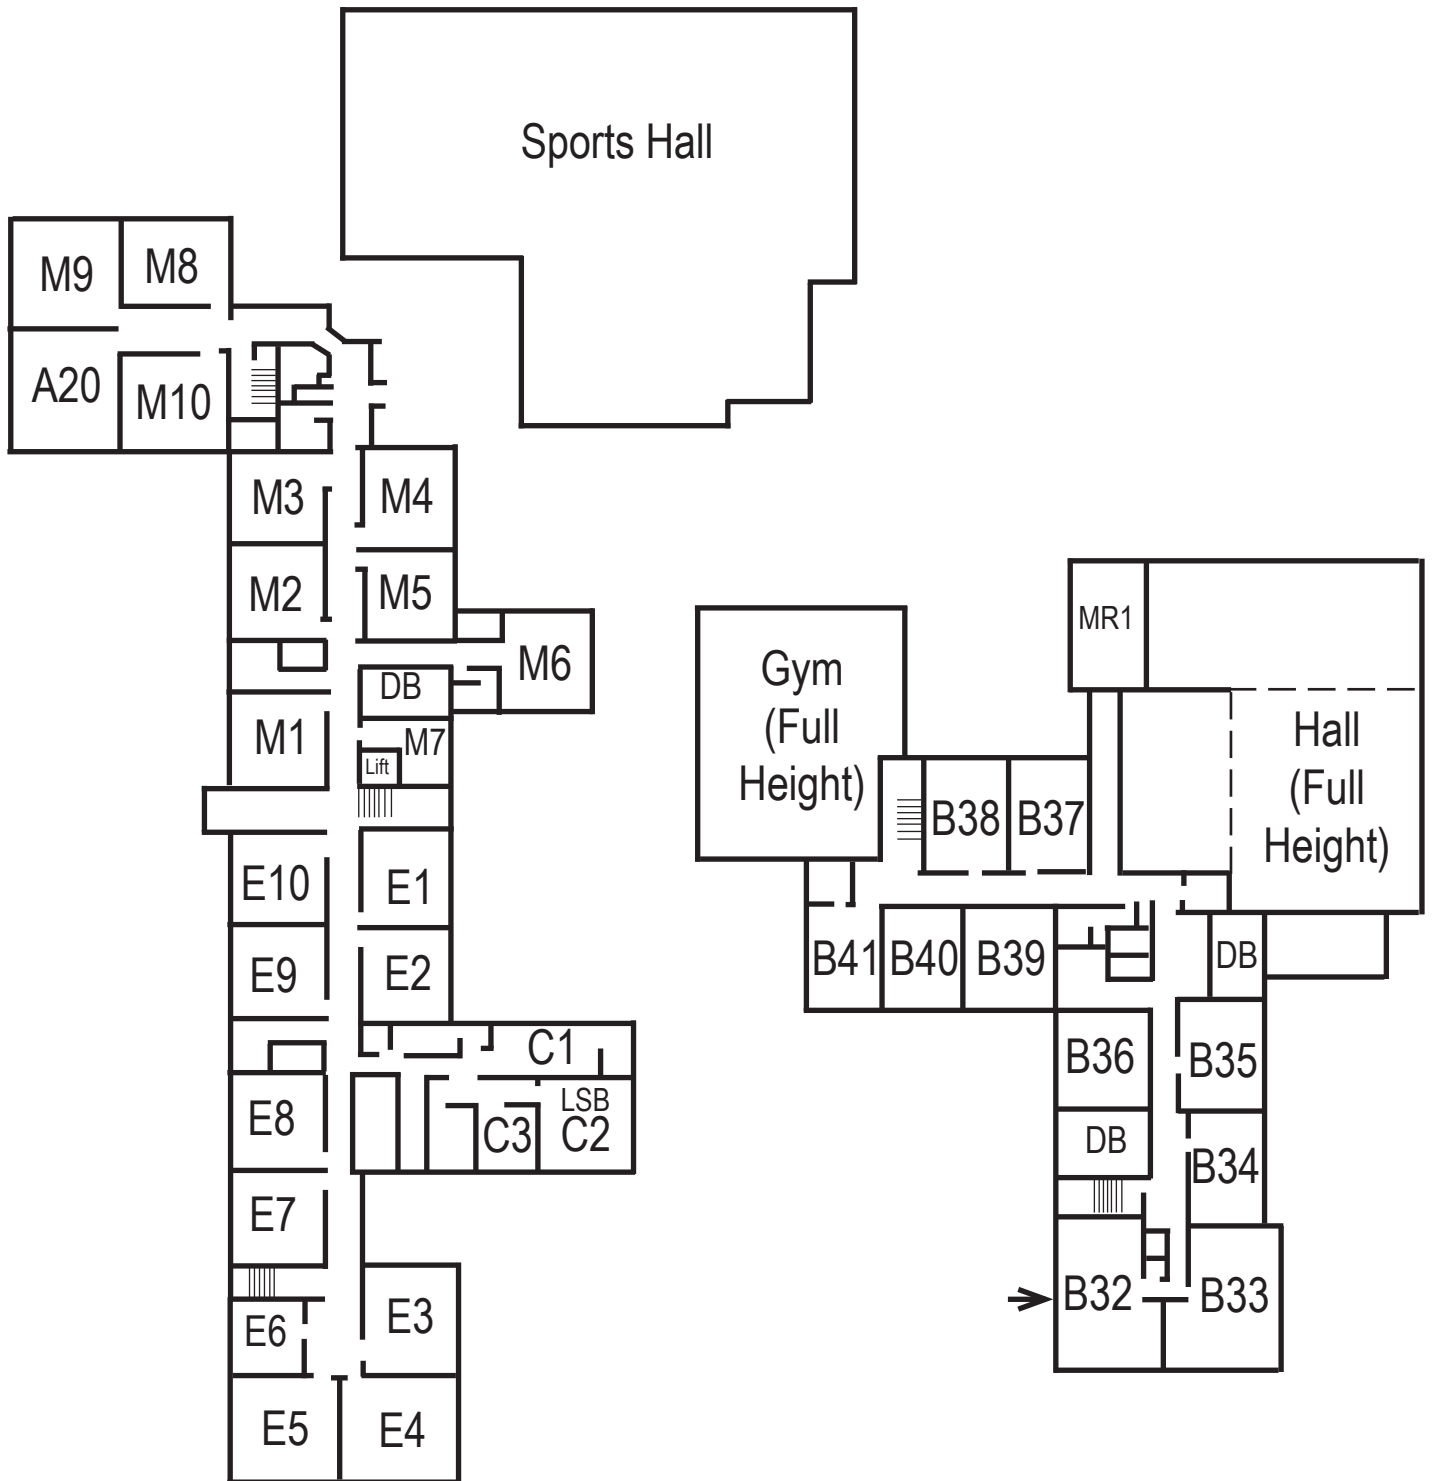 Sports Hall
M9
M8
A20
M10
M3
M4
M2
M5
M6
DB
M1
M7
Lift
E10
E1
E9
E2
C1
E8
LSB
C3
C2
E7
E3
E6
E5
E4
MR1
Gym
(Full
Height)
Hall
(Full
Height)
B38
B37
B41
B40
B39
DB
B36
B35
DB
B34
B32
B33